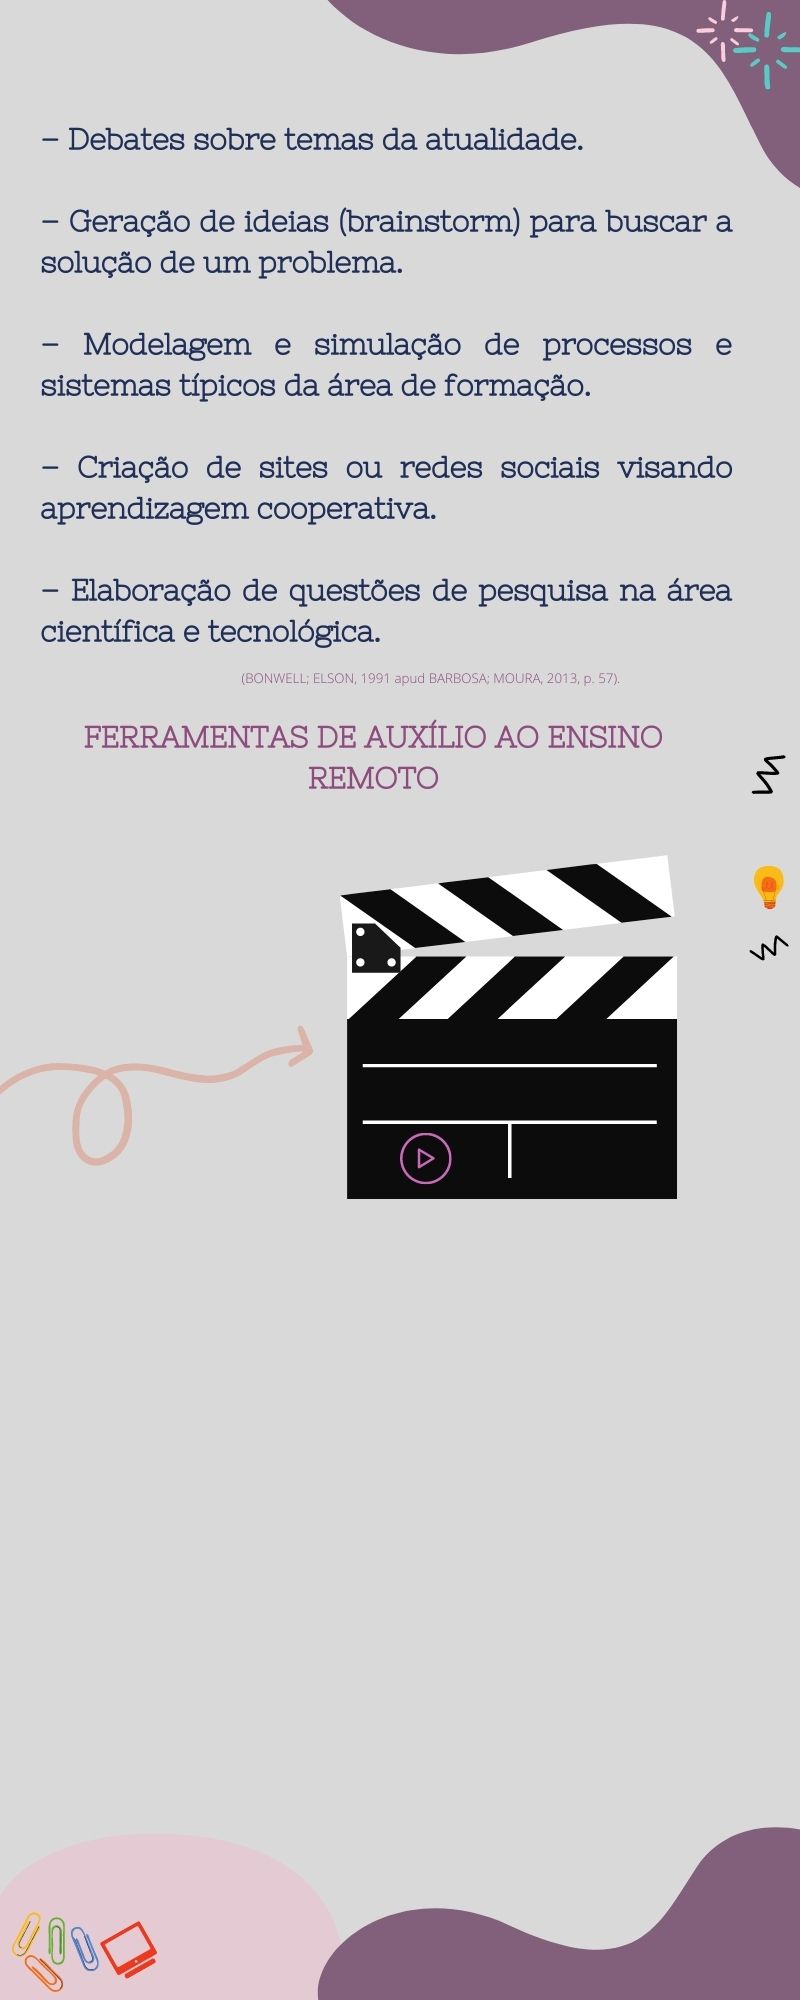 – Debates sobre temas da atualidade.
– Geração de ideias (brainstorm) para buscar a
solução de um problema.
– Modelagem e simulação de processos e
sistemas típicos da área de formação.
– Criação de sites ou redes sociais visando
aprendizagem cooperativa.
– Elaboração de questões de pesquisa na área
científica e tecnológica.
(BONWELL; ELSON, 1991 apud BARBOSA; MOURA, 2013, p. 57).
FERRAMENTAS DE AUXÍLIO AO ENSINO
REMOTO